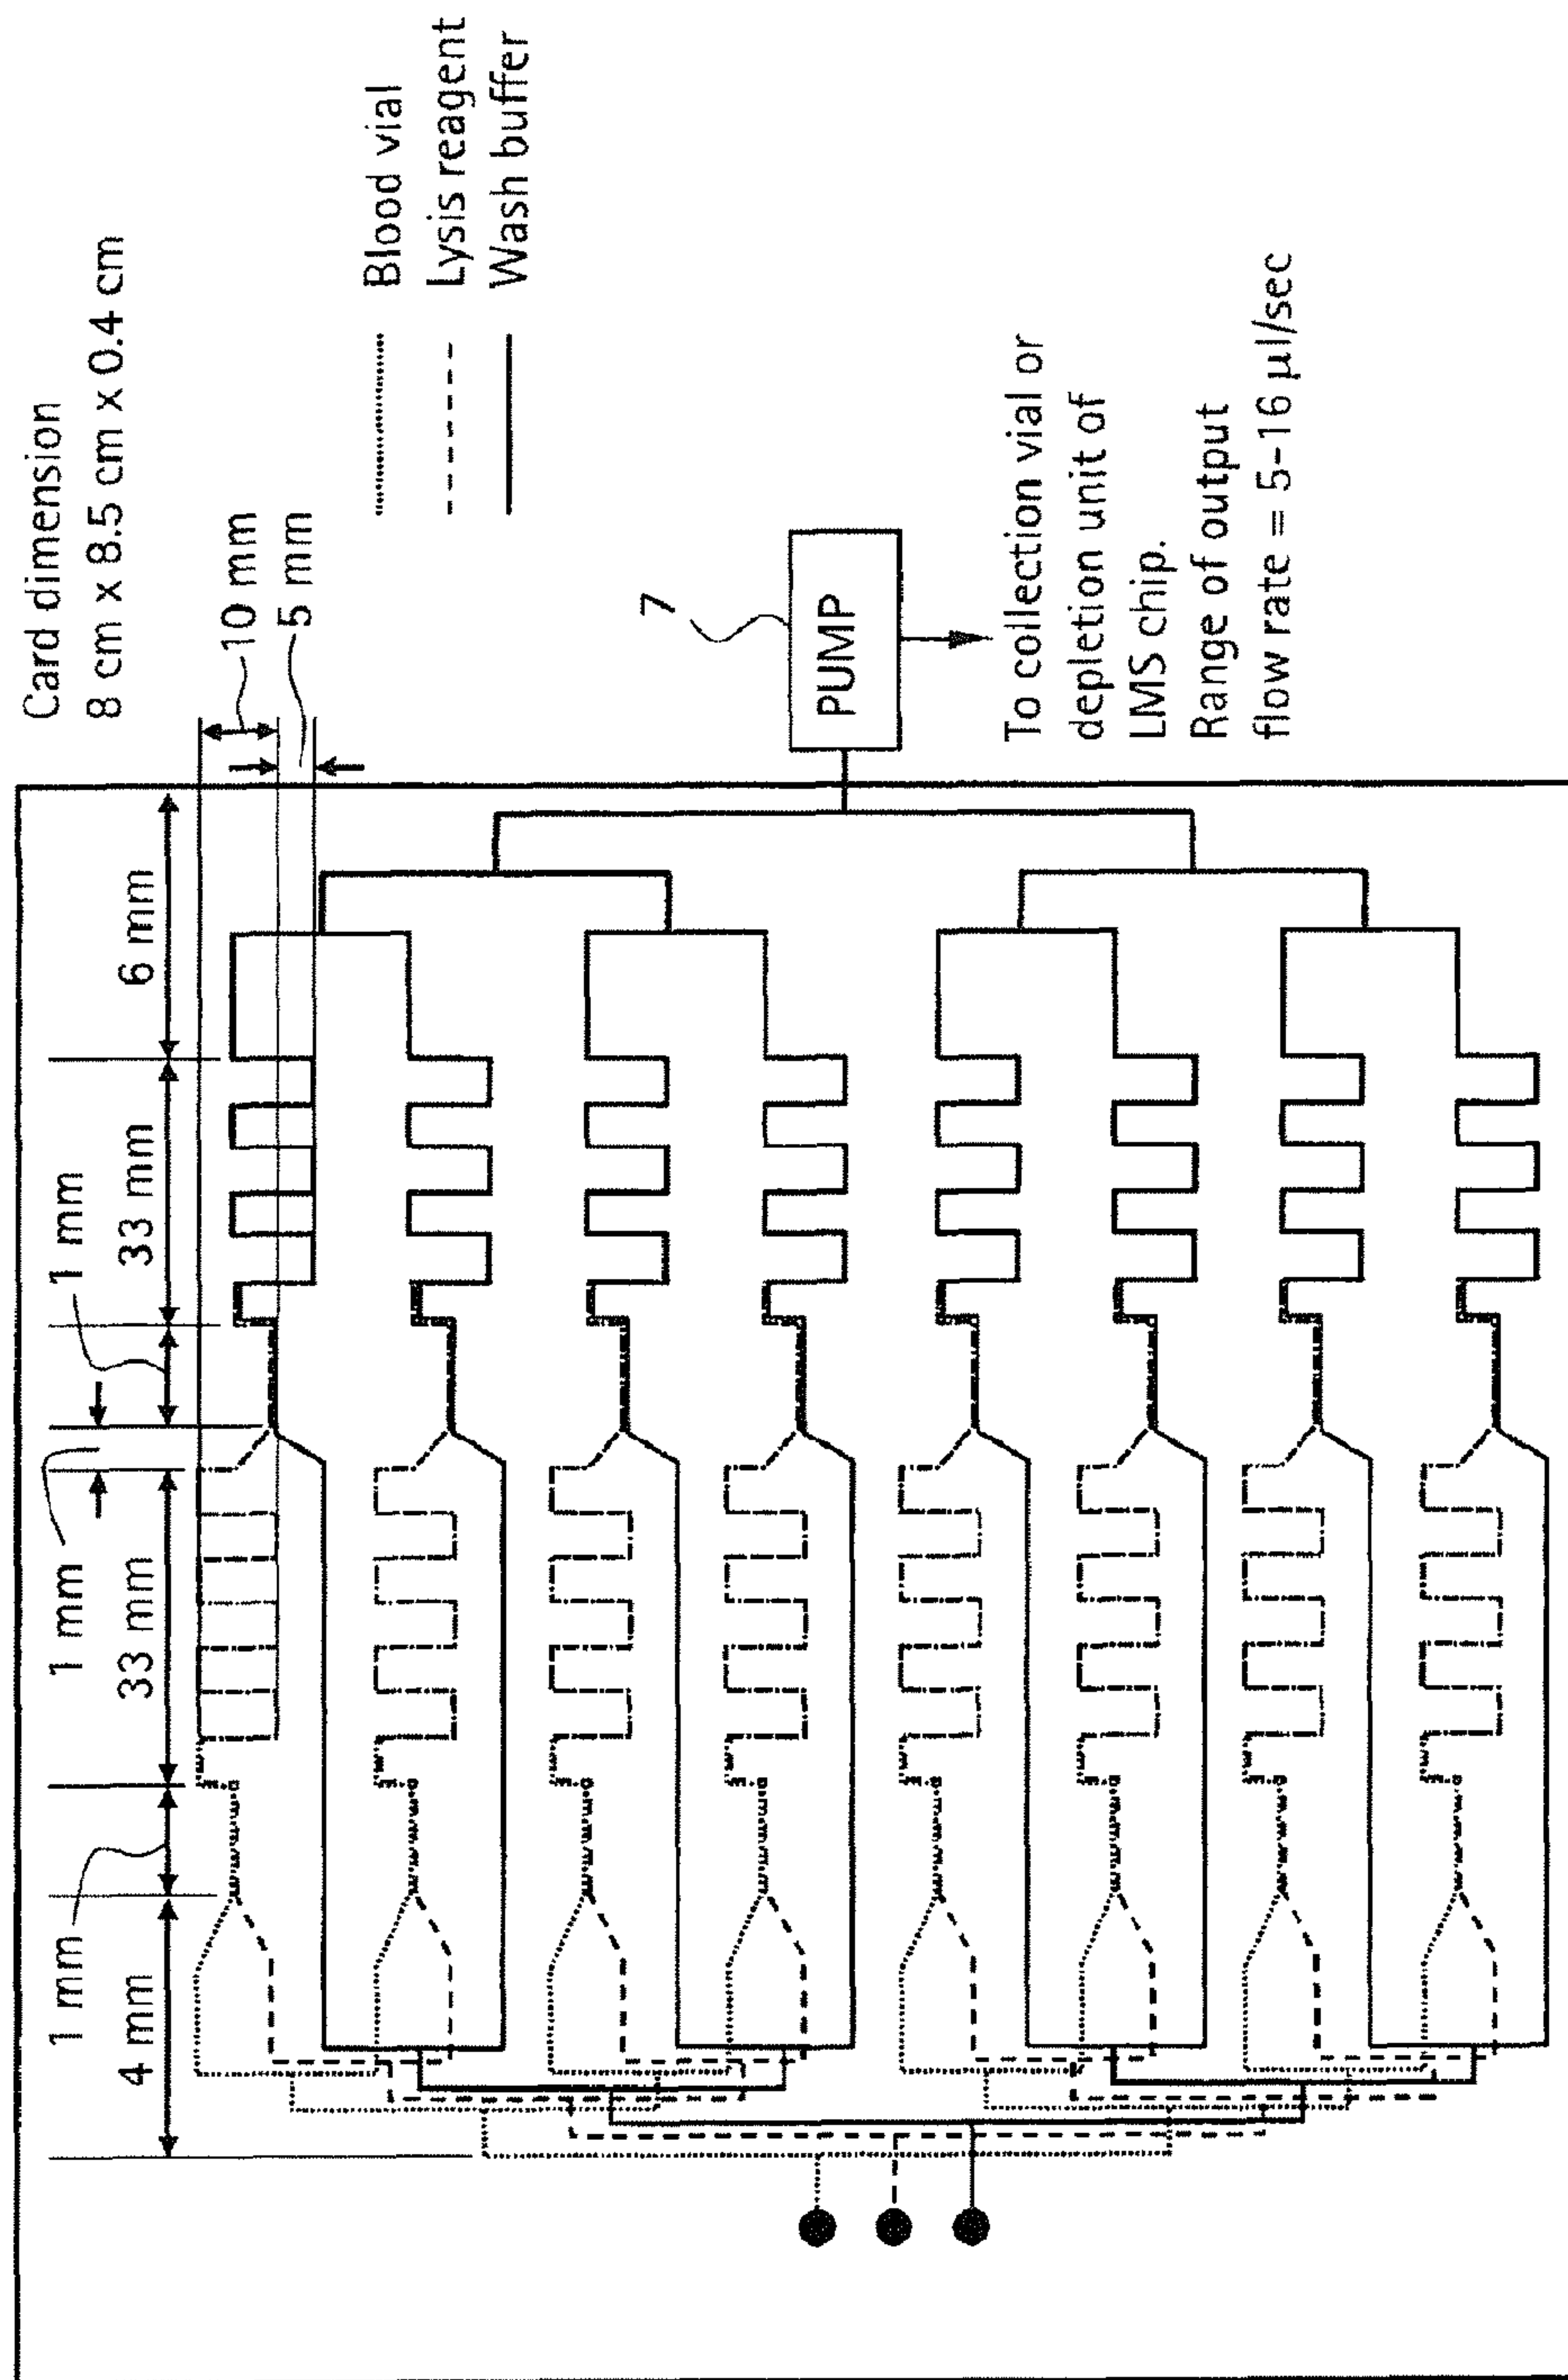 Card dimension
8 cm x 8.5 cm x 0.4 cm
10 mm
5 mm
4 mm
1 mm
33 mm
1 mm
1 mm
33 mm
6 mm
Blood vial
Lysis reagent
Wash buffer
7
PUMP
To collection vial or
depletion unit of
LMS chip.
Range of output
flow rate = 5-16 µl/sec